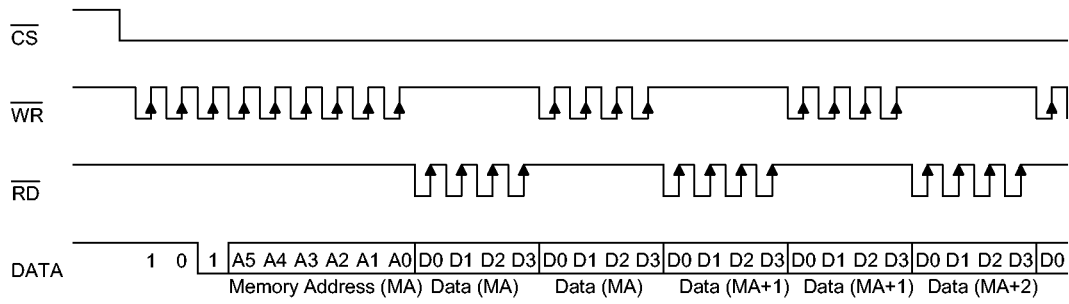 CS
WR
RD
DATA
1 0 1 A5 A4 A3 A2 A1 A0 D0 D1 D2 D3 D0 D1 D2 D3 D0 D1 D2 D3 D0 D1 D2 D3 D0 D1 D2 D3 D0
Memory Address (MA) Data (MA) Data (MA) Data (MA+1) Data (MA+1) Data (MA+2)